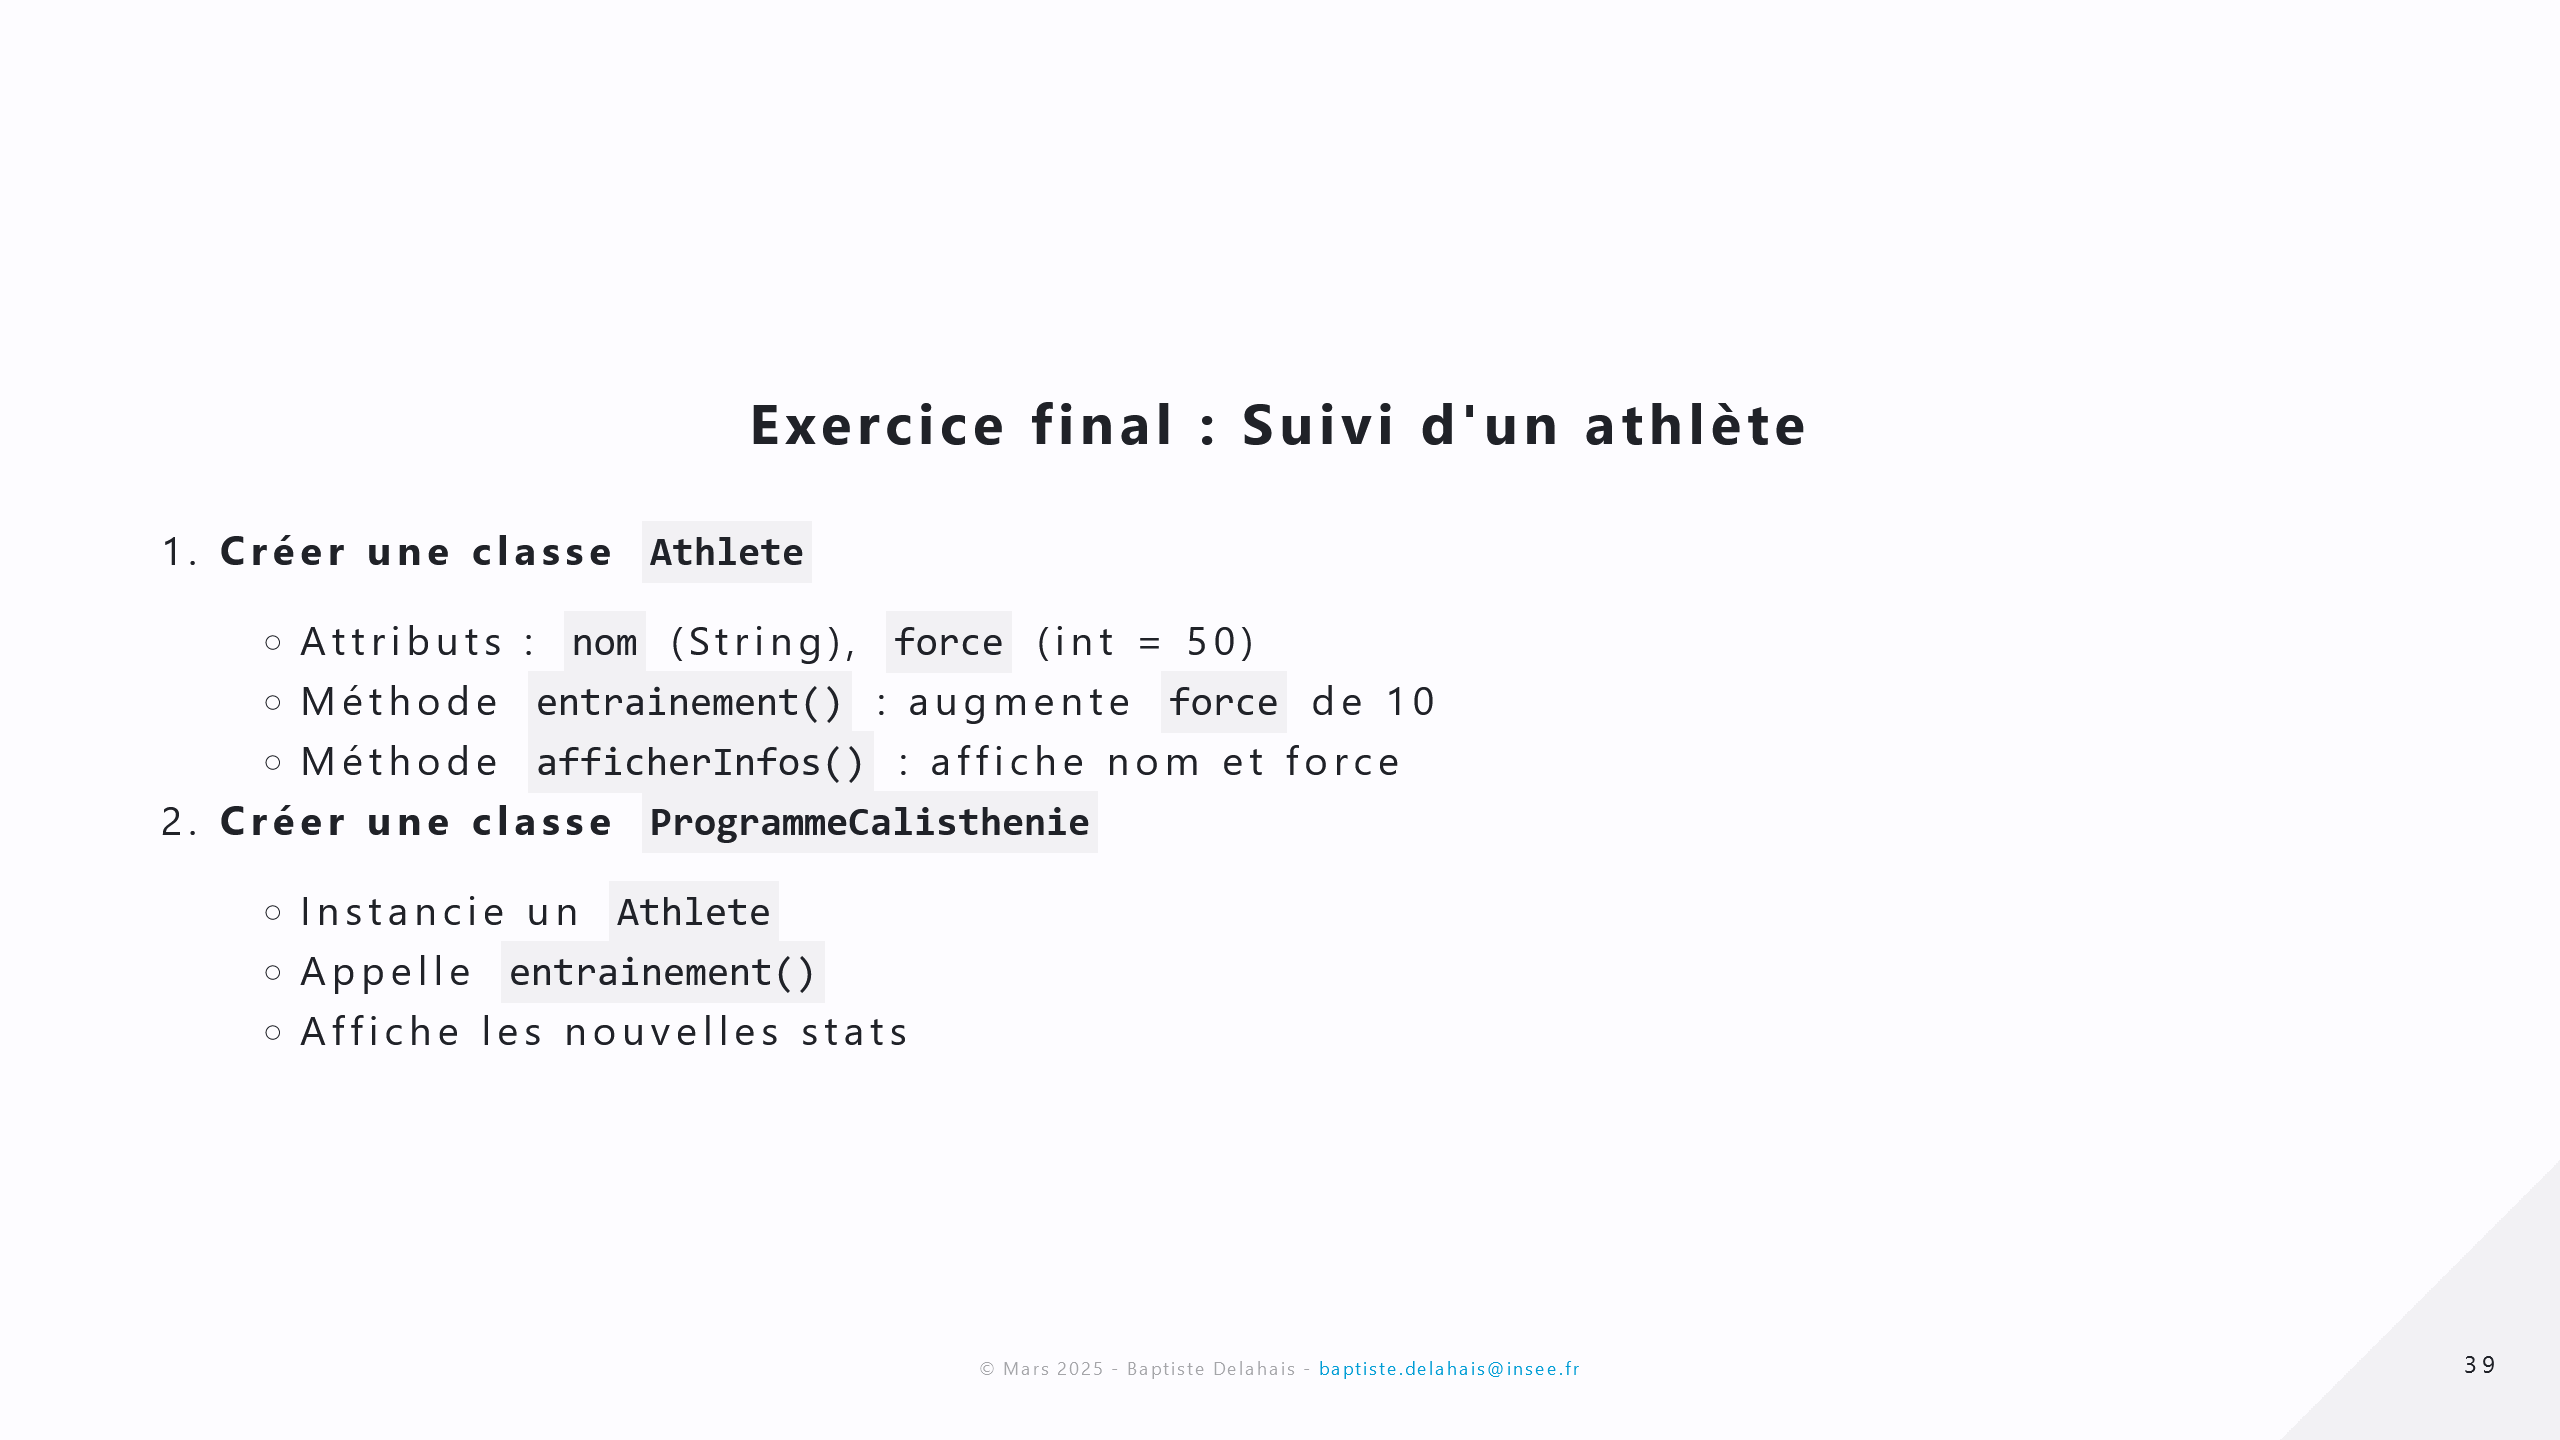 Exercice final : Suivi d'un athlète
1. Créer une classe Athlete
○ Attributs : nom (String), force (int = 50)
○ Méthode entrainement() : augmente force de 10
○ Méthode afficherInfos() : affiche nom et force
2. Créer une classe ProgrammeCalisthenie
○ Instancie un Athlete
○ Appelle entrainement()
○ Affiche les nouvelles stats
© Mars 2025 - Baptiste Delahais - baptiste.delahais@insee.fr
39